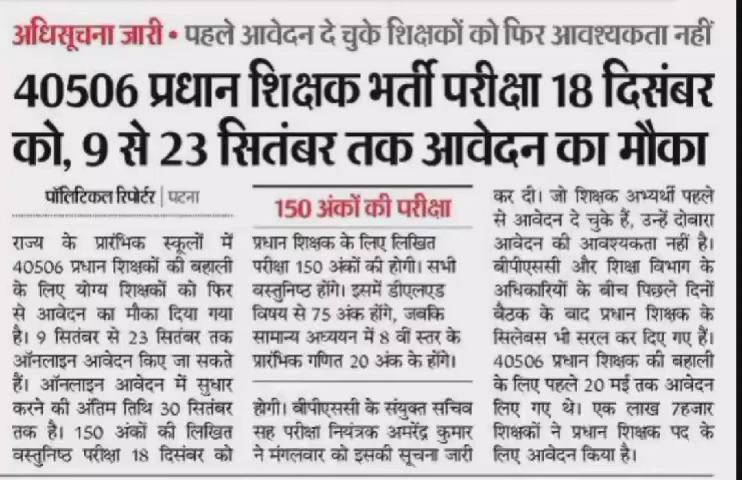 अधिसूचना जारी • पहले आवेदन दे चुके शिक्षकों को फिर आवश्यकता नहीं
40506 प्रधान शिक्षक भर्ती परीक्षा 18 दिसंबर
को, 9 से 23 सितंबर तक आवेदन का मौका
पॉलिटिकल रिपोर्टर | पटना
राज्य के प्रारंभिक स्कूलों में
40506 प्रधान शिक्षकों की बहाली
के लिए योग्य शिक्षकों को फिर
से आवेदन का मौका दिया गया
है। 9 सितंबर से 23 सितंबर तक
ऑनलाइन आवेदन किए जा सकते
हैं। ऑनलाइन आवेदन में सुधार
करने की अंतिम तिथि 30 सितंबर
तक है। 150 अंकों की लिखित
वस्तुनिष्ठ परीक्षा 18 दिसंबर को
150 अंकों की परीक्षा
प्रधान शिक्षक के लिए लिखित
परीक्षा 150 अंकों की होगी। सभी
वस्तुनिष्ठ होंगे। इसमें डीएलएड
विषय से 75 अंक होंगे, जबकि
सामान्य अध्ययन में 8 वीं स्तर के
प्रारंभिक गणित 20 अंक के होंगे।
होगी। बीपीएससी के संयुक्त सचिव
सह परीक्षा नियंत्रक अमरेंद्र कुमार
ने मंगलवार को इसकी सूचना जारी
कर दी। जो शिक्षक अभ्यर्थी पहले
से आवेदन दे चुके हैं, उन्हें दोबारा
आवेदन की आवश्यकता नहीं है।
बीपीएससी और शिक्षा विभाग के
अधिकारियों के बीच पिछले दिनों
बैठक के बाद प्रधान शिक्षक के
सिलेबस भी सरल कर दिए गए हैं।
40506 प्रधान शिक्षक की बहाली
के लिए पहले 20 मई तक आवेदन
लिए गए थे। एक लाख 7हजार
शिक्षकों ने प्रधान शिक्षक पद के
लिए आवेदन किया है।